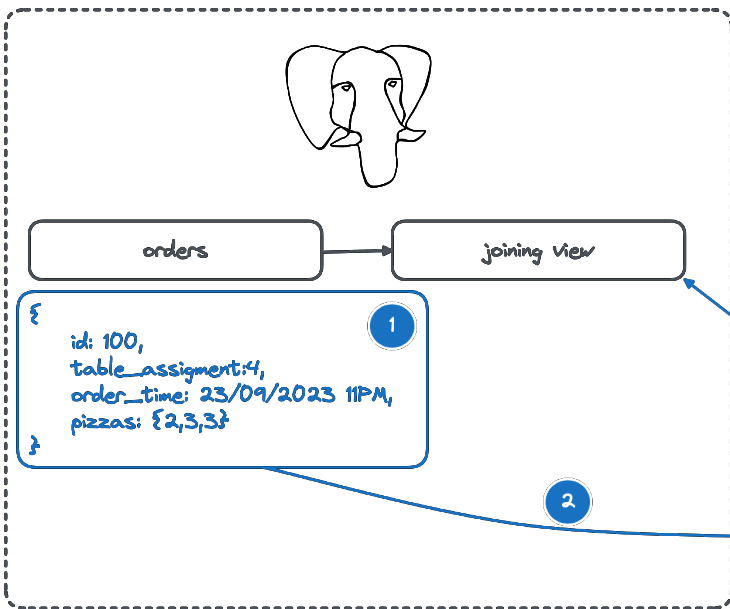 orders
joining view
{
1
id: 100,
table_assigment:4,
order_time: 23/09/2023 11PM,
pizzas: {2,3,3}
}
2